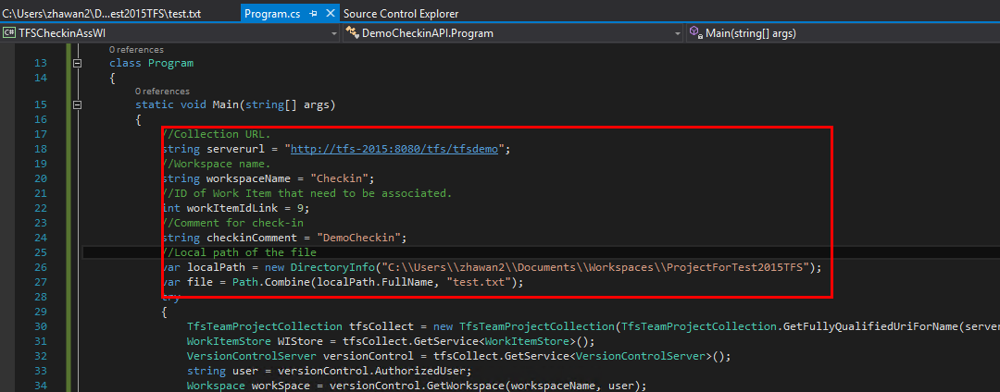 C:\Users\zhawan2\D...est2015TFS\test.txt Program.cs Source Control Explorer
C# TFSCheckinAssWI DemoCheckinAPI.Program Main(string[] args)
0 references
13 class Program
14 {
0 references
15 static void Main(string[] args)
16 {
17 //Collection URL.
18 string serverurl = "http://tfs-2015:8080/tfs/tfsdemo";
19 //Workspace name.
20 string workspaceName = "Checkin";
21 //ID of Work Item that need to be associated.
22 int workItemIdLink = 9;
23 //Comment for check-in
24 string checkinComment = "DemoCheckin";
25 //Local path of the file
26 var localPath = new DirectoryInfo("C:\\Users\\zhawan2\\Documents\\Workspaces\\ProjectForTest2015TFS");
27 var file = Path.Combine(localPath.FullName, "test.txt");
28 try
29 {
30 TfsTeamProjectCollection tfsCollect = new TfsTeamProjectCollection(TfsTeamProjectCollection.GetFullyQualifiedUriForName(server
31 WorkItemStore WIStore = tfsCollect.GetService<WorkItemStore>();
32 VersionControlServer versionControl = tfsCollect.GetService<VersionControlServer>();
33 string user = versionControl.AuthorizedUser;
34 Workspace workSpace = versionControl.GetWorkspace(workspaceName, user);